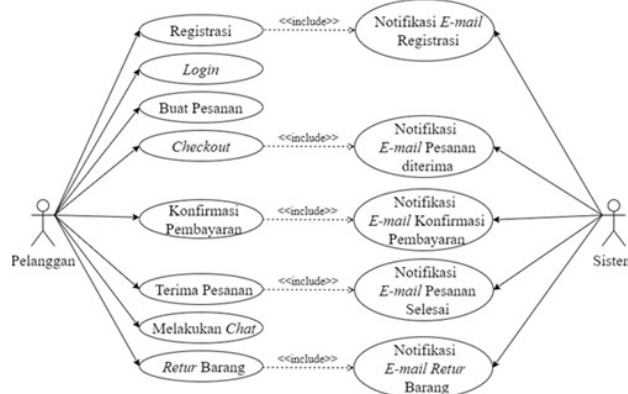 Registrasi
<<include>>
Notifikasi E-mail
Registrasi
Login
Buat Pesanan
Checkout
<<include>>
Notifikasi
E-mail Pesanan
diterima
Konfirmasi
Pembayaran
<<include>>
Notifikasi
E-mail Konfirmasi
Pembayaran
Pelanggan
Sistem
Terima Pesanan
<<include>>
Notifikasi
E-mail Pesanan
Selesai
Melakukan Chat
Retur Barang
<<include>>
Notifikasi
E-mail Retur
Barang